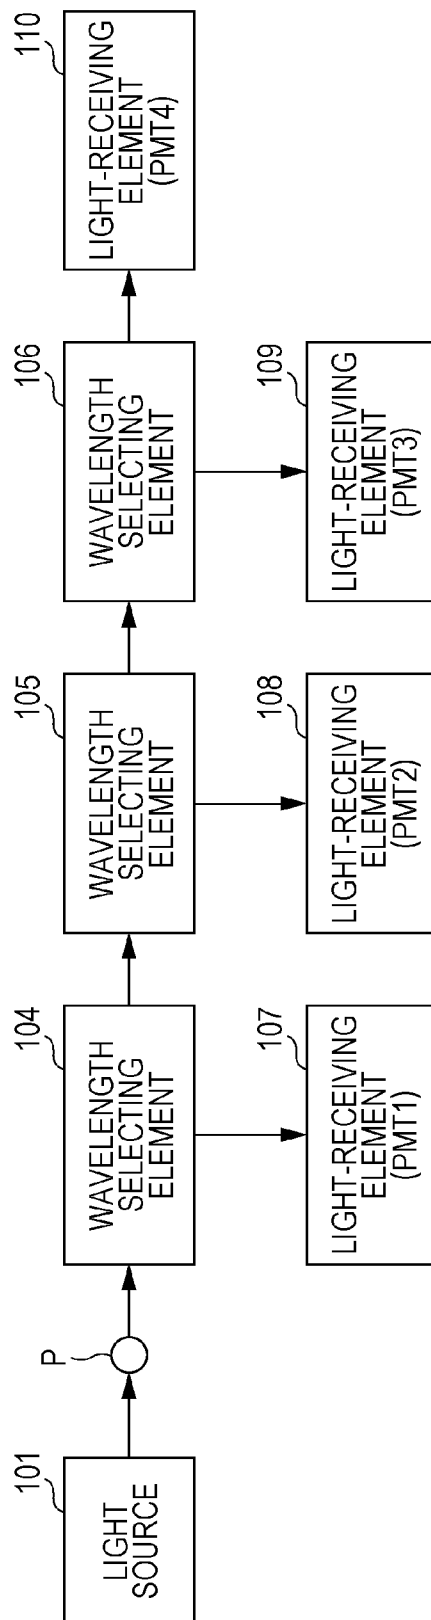 101
LIGHT
SOURCE
P
104
WAVELENGTH
SELECTING
ELEMENT
105
WAVELENGTH
SELECTING
ELEMENT
106
WAVELENGTH
SELECTING
ELEMENT
110
LIGHT-RECEIVING
ELEMENT
(PMT4)
107
LIGHT-RECEIVING
ELEMENT
(PMT1)
108
LIGHT-RECEIVING
ELEMENT
(PMT2)
109
LIGHT-RECEIVING
ELEMENT
(PMT3)